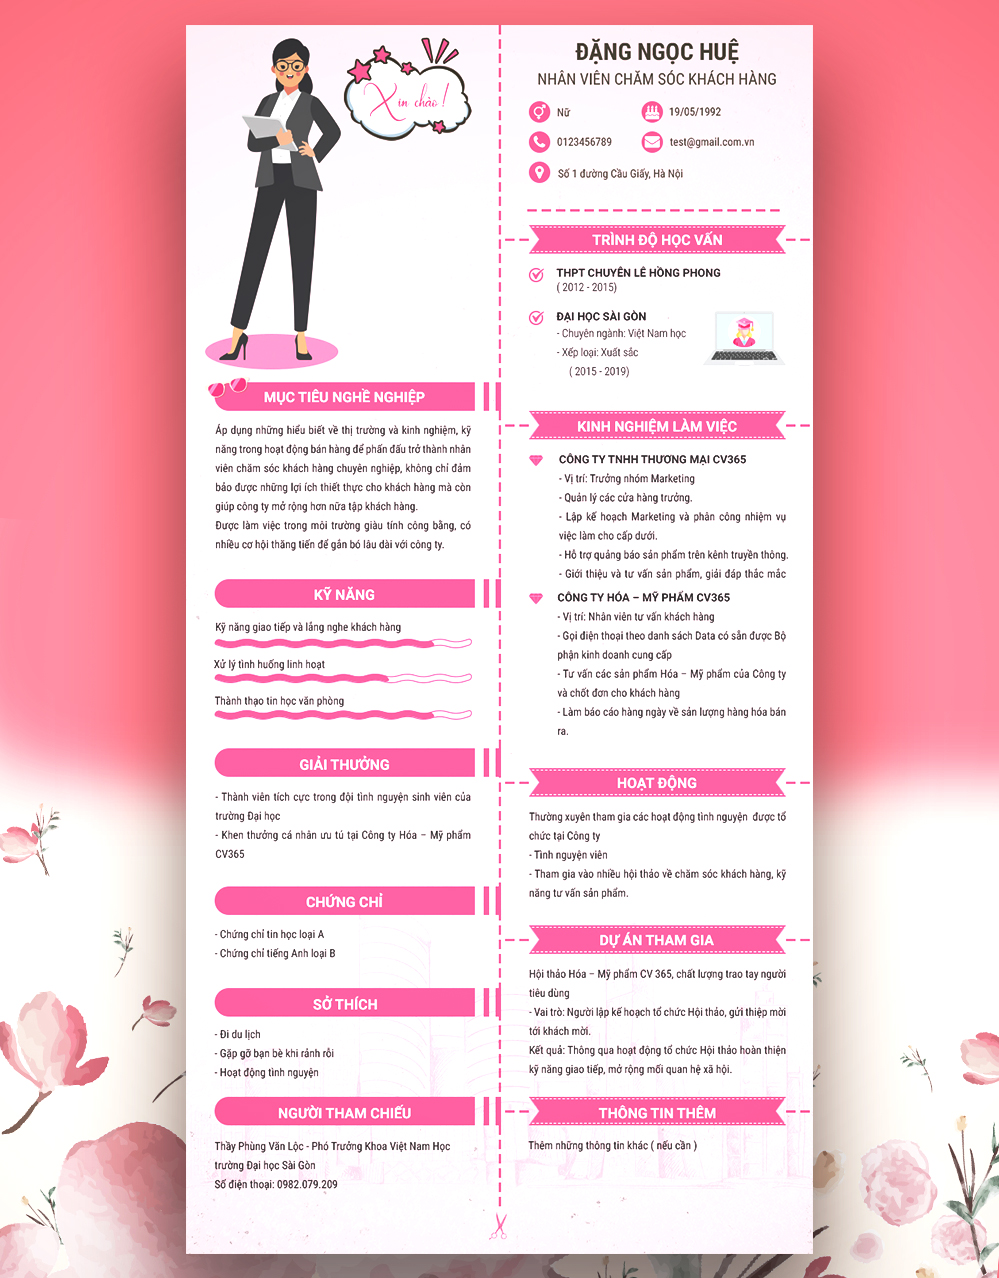 Xin chào !
ĐẶNG NGỌC HUỆ
NHÂN VIÊN CHĂM SÓC KHÁCH HÀNG
Nữ
19/05/1992
0123456789
test@gmail.com.vn
Số 1 đường Cầu Giấy, Hà Nội
MỤC TIÊU NGHỀ NGHIỆP
Áp dụng những hiểu biết về thị trường và kinh nghiệm, kỹ
năng trong hoạt động bán hàng để phấn đấu trở thành nhân
viên chăm sóc khách hàng chuyên nghiệp, không chỉ đảm
bảo được những lợi ích thiết thực cho khách hàng mà còn
giúp công ty mở rộng hơn nữa tập khách hàng.
Được làm việc trong môi trường giàu tính công bằng, có
nhiều cơ hội thăng tiến để gắn bó lâu dài với công ty.
KỸ NĂNG
Kỹ năng giao tiếp và lắng nghe khách hàng
Xử lý tình huống linh hoạt
Thành thạo tin học văn phòng
GIẢI THƯỞNG
- Thành viên tích cực trong đội tình nguyện sinh viên của
trường Đại học
- Khen thưởng cá nhân ưu tú tại Công ty Hóa – Mỹ phẩm
CV365
CHỨNG CHỈ
- Chứng chỉ tin học loại A
- Chứng chỉ tiếng Anh loại B
SỞ THÍCH
- Đi du lịch
- Gặp gỡ bạn bè khi rảnh rỗi
- Hoạt động tình nguyện
NGƯỜI THAM CHIẾU
Thầy Phùng Văn Lộc - Phó Trưởng Khoa Việt Nam Học
trường Đại học Sài Gòn
Số điện thoại: 0982.079.209
TRÌNH ĐỘ HỌC VẤN
THPT CHUYÊN LÊ HỒNG PHONG
( 2012 - 2015)
ĐẠI HỌC SÀI GÒN
- Chuyên ngành: Việt Nam học
- Xếp loại: Xuất sắc
( 2015 - 2019)
KINH NGHIỆM LÀM VIỆC
CÔNG TY TNHH THƯƠNG MẠI CV365
- Vị trí: Trưởng nhóm Marketing
- Quản lý các cửa hàng trưởng.
- Lập kế hoạch Marketing và phân công nhiệm vụ
việc làm cho cấp dưới.
- Hỗ trợ quảng báo sản phẩm trên kênh truyền thông.
- Giới thiệu và tư vấn sản phẩm, giải đáp thắc mắc
CÔNG TY HÓA – MỸ PHẨM CV365
- Vị trí: Nhân viên tư vấn khách hàng
- Gọi điện thoại theo danh sách Data có sẵn được Bộ
phận kinh doanh cung cấp
- Tư vấn các sản phẩm Hóa – Mỹ phẩm của Công ty
và chốt đơn cho khách hàng
- Làm báo cáo hàng ngày về sản lượng hàng hóa bán
ra.
HOẠT ĐỘNG
Thường xuyên tham gia các hoạt động tình nguyện được tổ
chức tại Công ty
- Tình nguyện viên
- Tham gia vào nhiều hội thảo về chăm sóc khách hàng, kỹ
năng tư vấn sản phẩm.
DỰ ÁN THAM GIA
Hội thảo Hóa – Mỹ phẩm CV 365, chất lượng trao tay người
tiêu dùng
- Vai trò: Người lập kế hoạch tổ chức Hội thảo, gửi thiệp mời
tới khách mời.
Kết quả: Thông qua hoạt động tổ chức Hội thảo hoàn thiện
kỹ năng giao tiếp, mở rộng mối quan hệ xã hội.
THÔNG TIN THÊM
Thêm những thông tin khác ( nếu cần )